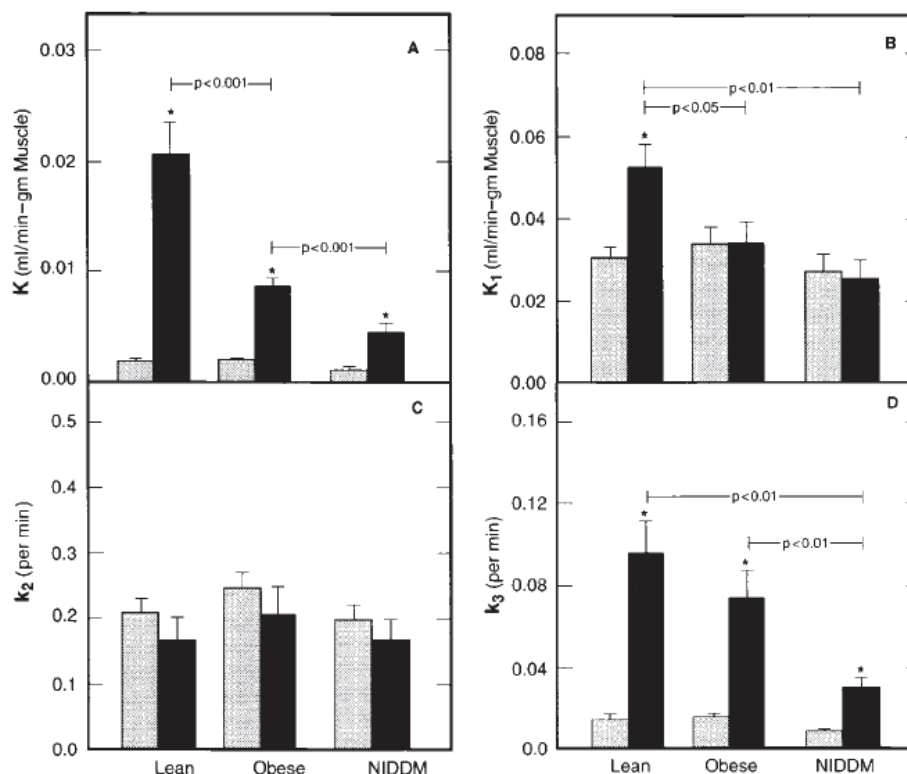 A
K (ml/min-gm Muscle)
0.03
0.02
0.01
0.00
p<0.001
p<0.001
*
*
*
B
K1 (ml/min-gm Muscle)
0.08
0.06
0.04
0.02
0.00
p<0.01
p<0.05
*
C
k2 (per min)
0.5
0.4
0.3
0.2
0.1
0.0
Lean Obese NIDDM
D
k3 (per min)
0.16
0.12
0.08
0.04
0.0
p<0.01
p<0.01
*
*
*
Lean Obese NIDDM